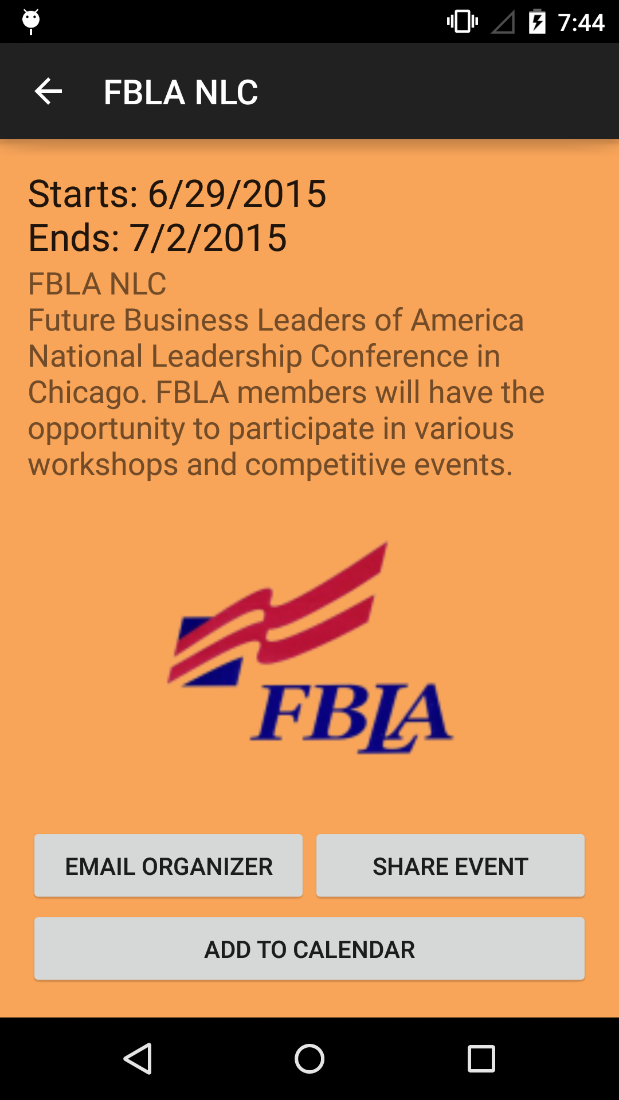 7:44
FBLA NLC
Starts: 6/29/2015
Ends: 7/2/2015
FBLA NLC
Future Business Leaders of America
National Leadership Conference in
Chicago. FBLA members will have the
opportunity to participate in various
workshops and competitive events.
FBLA
EMAIL ORGANIZER
SHARE EVENT
ADD TO CALENDAR